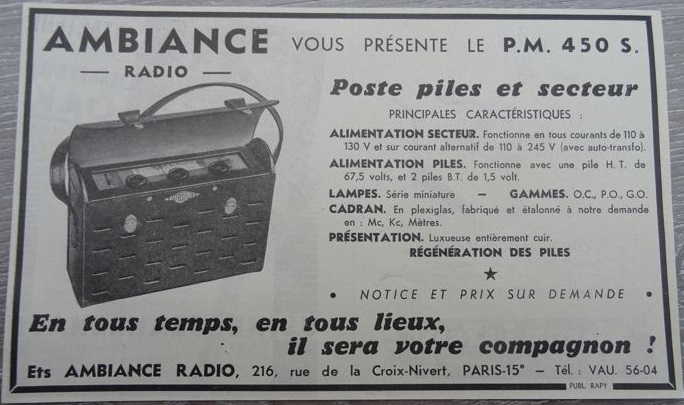 AMBIANCE VOUS PRÉSENTE LE P.M. 450 S.
— RADIO —
Poste piles et secteur
PRINCIPALES CARACTÉRISTIQUES :
ALIMENTATION SECTEUR. Fonctionne en tous courants de 110 à
130 V et sur courant alternatif de 110 à 245 V (avec auto-transfo).
ALIMENTATION PILES. Fonctionne avec une pile H. T. de
67,5 volts, et 2 piles B.T. de 1,5 volt.
LAMPES. Série miniature — GAMMES. O.C., P.O., G.O.
CADRAN. En plexiglas, fabriqué et étalonné à notre demande
en : Mc, Kc, Mètres.
PRÉSENTATION. Luxueuse entièrement cuir.
RÉGÉNÉRATION DES PILES
★
• NOTICE ET PRIX SUR DEMANDE •
En tous temps, en tous lieux,
il sera votre compagnon !
Ets AMBIANCE RADIO, 216, rue de la Croix-Nivert, PARIS-15° — Tél. : VAU. 56-04
PUBL. RAPY